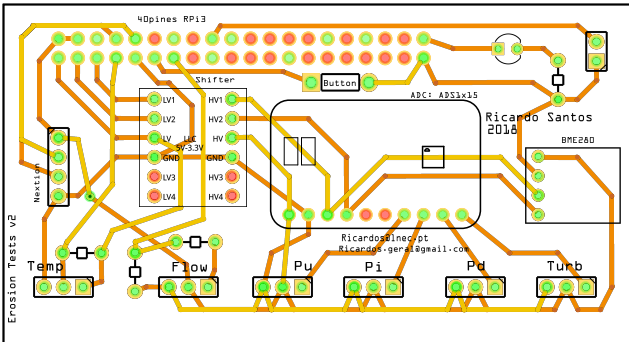 40pines RPi3
Shifter
Button
ADC: ADS1x15
LV1
HV1
LV2
HV2
LV
LLC
HV
5V-3.3V
GND
GND
LV3
HV3
LV4
HV4
Ricardo Santos
2018
BME280
Nextion
Ricardos@lnec.pt
Ricardos.geral@gmail.com
Erosion Tests v2
Temp
Flow
Pu
Pi
Pd
Turb